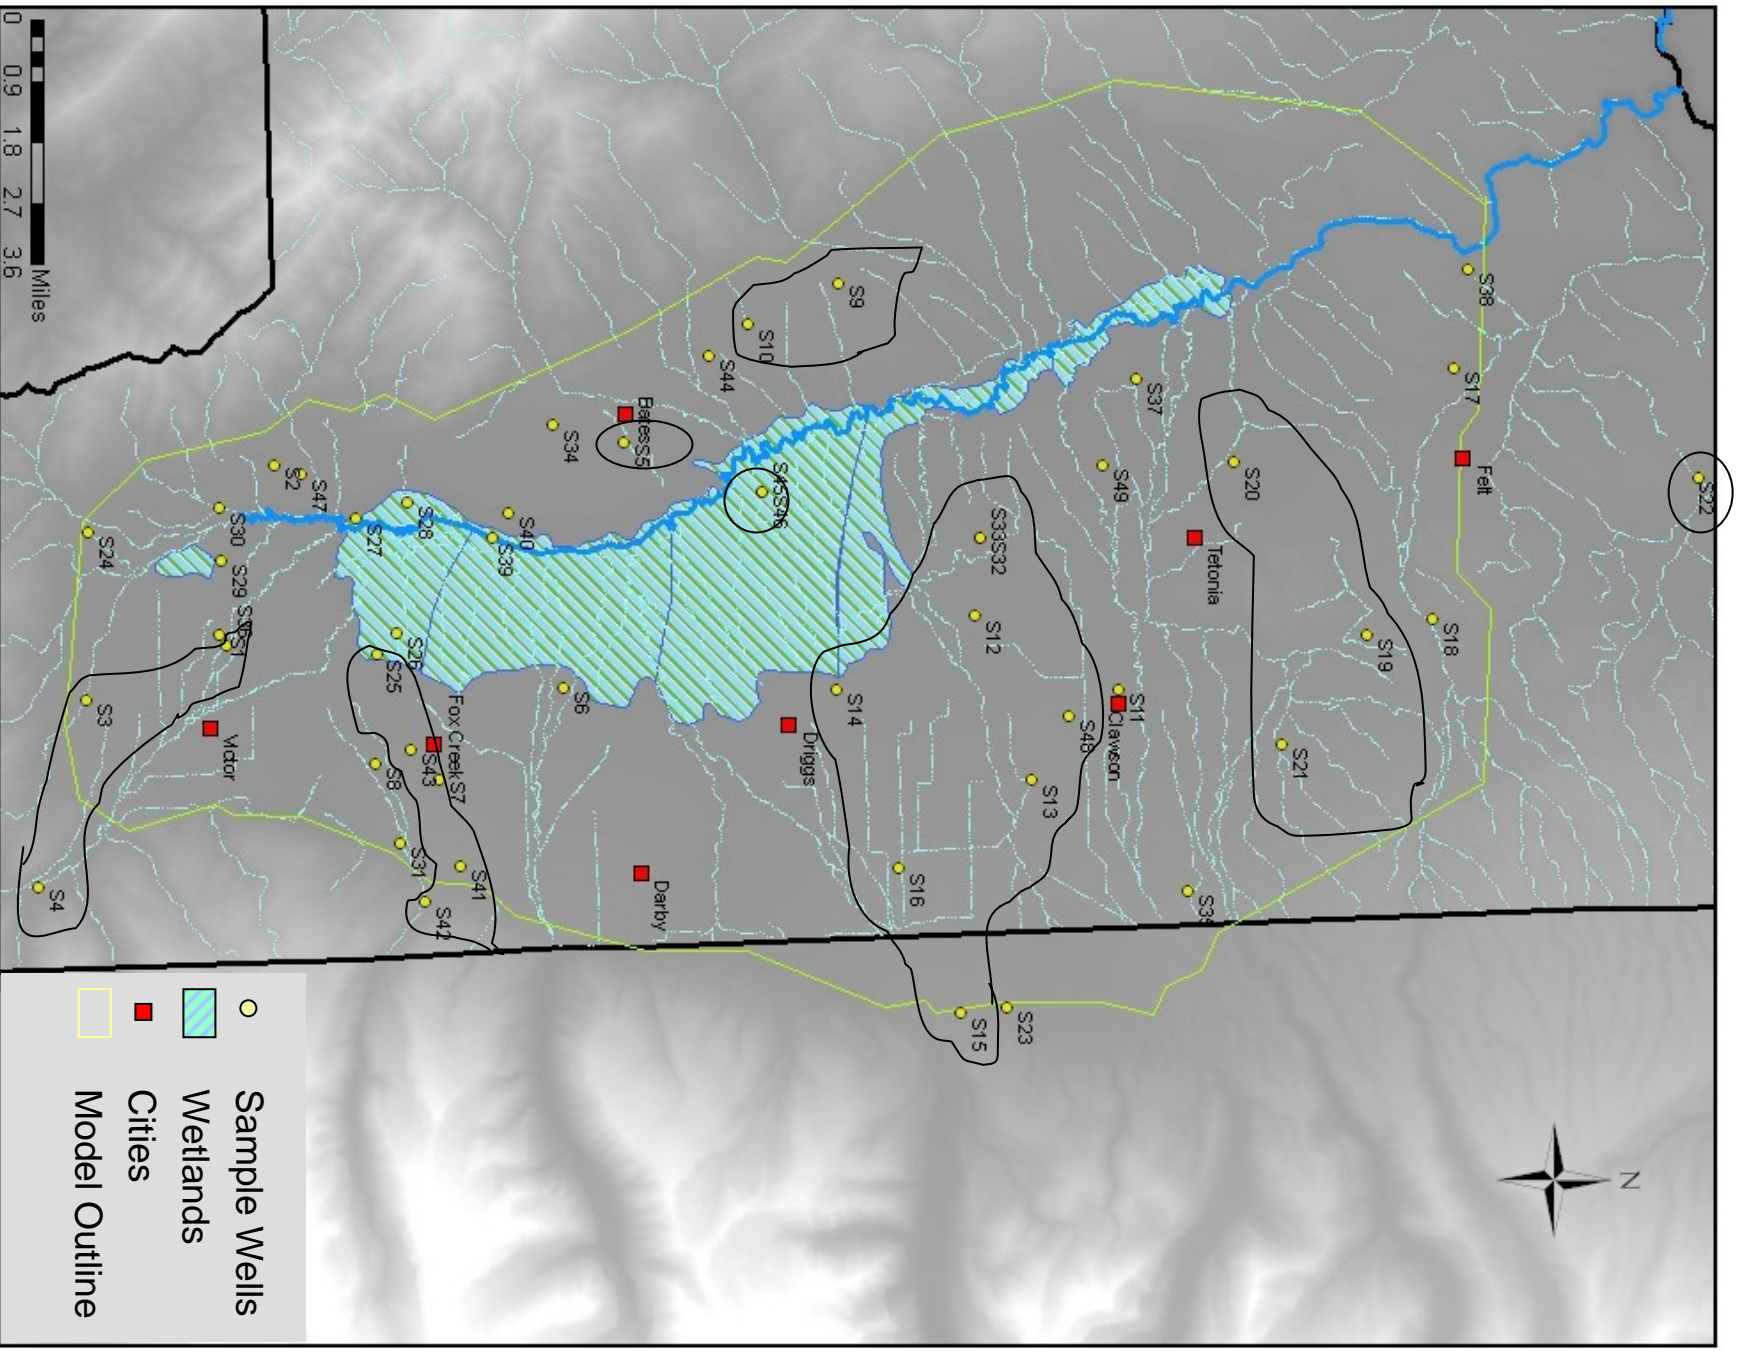 S22
N
S38
Felt
S17
S18
S19
S21
S20
Tetonia
S35
S37
S11
S49
Clawson
S48
S13
S23
S33S32
S12
S15
S16
S9
S14
Driggs
S45S46
S10
S44
Darby
Bates S5
S6
S34
S40
S39
S41
Fox Creek S7
S42
S43
S28
S31
S26
S25
S8
S27
S47
S2
S36
S30
S29
S1
Victor
S24
S3
S4
Sample Wells
Wetlands
Cities
Model Outline
Miles
0 0.9 1.8 2.7 3.6